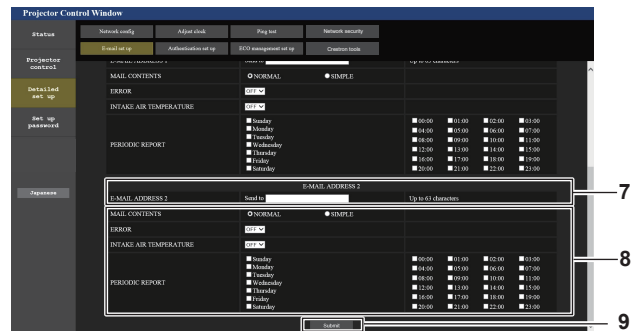 Projector Control Window
Status
Network config Adjust clock Ping test Network security
E-mail set up Authentication set up ECO management set up Crestron tools
Projector control
Detailed set up
Set up password
Japanese
E-MAIL ADDRESS 1 Send to Up to 63 characters
MAIL CONTENTS NORMAL SIMPLE
ERROR OFF
INTAKE AIR TEMPERATURE OFF
PERIODIC REPORT
Sunday 00:00 01:00 02:00 03:00
Monday 04:00 05:00 06:00 07:00
Tuesday 08:00 09:00 10:00 11:00
Wednesday 12:00 13:00 14:00 15:00
Thursday 16:00 17:00 18:00 19:00
Friday 20:00 21:00 22:00 23:00
Saturday
E-MAIL ADDRESS 2
E-MAIL ADDRESS 2 Send to Up to 63 characters
7
MAIL CONTENTS NORMAL SIMPLE
ERROR OFF
INTAKE AIR TEMPERATURE OFF
8
PERIODIC REPORT
Sunday 00:00 01:00 02:00 03:00
Monday 04:00 05:00 06:00 07:00
Tuesday 08:00 09:00 10:00 11:00
Wednesday 12:00 13:00 14:00 15:00
Thursday 16:00 17:00 18:00 19:00
Friday 20:00 21:00 22:00 23:00
Saturday
Submit
9